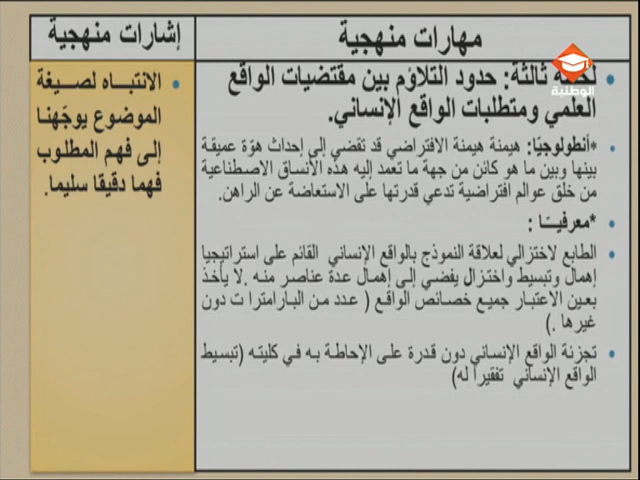 مهارات منهجية
إشارات منهجية
لحظة ثالثة: حدود التلاؤم بين مقتضيات الواقع
العلمي ومتطلبات الواقع الإنساني.
*أنطولوجيًا: هيمنة هيمنة الافتراضي قد تقضي إلى إحداث هوّة عميقة
بينها وبين ما هو كائن من جهة ما تعمد إليه هذه الأنساق الاصطناعية
من خلق عوالم افتراضية تدعي قدرتها على الاستعاضة عن الراهن.
*معرفيا :
الطابع لاختزالي لعلاقة النموذج بالواقع الإنساني القائم على استراتيجيا
إهمال وتبسيط واختزال يفضي إلى إهمال عدة عناصر منه .لا يأخذ
بعين الاعتبار جميع خصائص الواقع ( عدد من البارامترا ت دون
غيرها .)
تجزئة الواقع الإنساني دون قدرة على الإحاطة به في كليته (تبسيط
الواقع الإنساني تفقيرا له)
الانتباه لصيغة
الموضوع يوجّهنا
إلى فهم المطلوب
فهما دقيقا سليما.
الوطنية